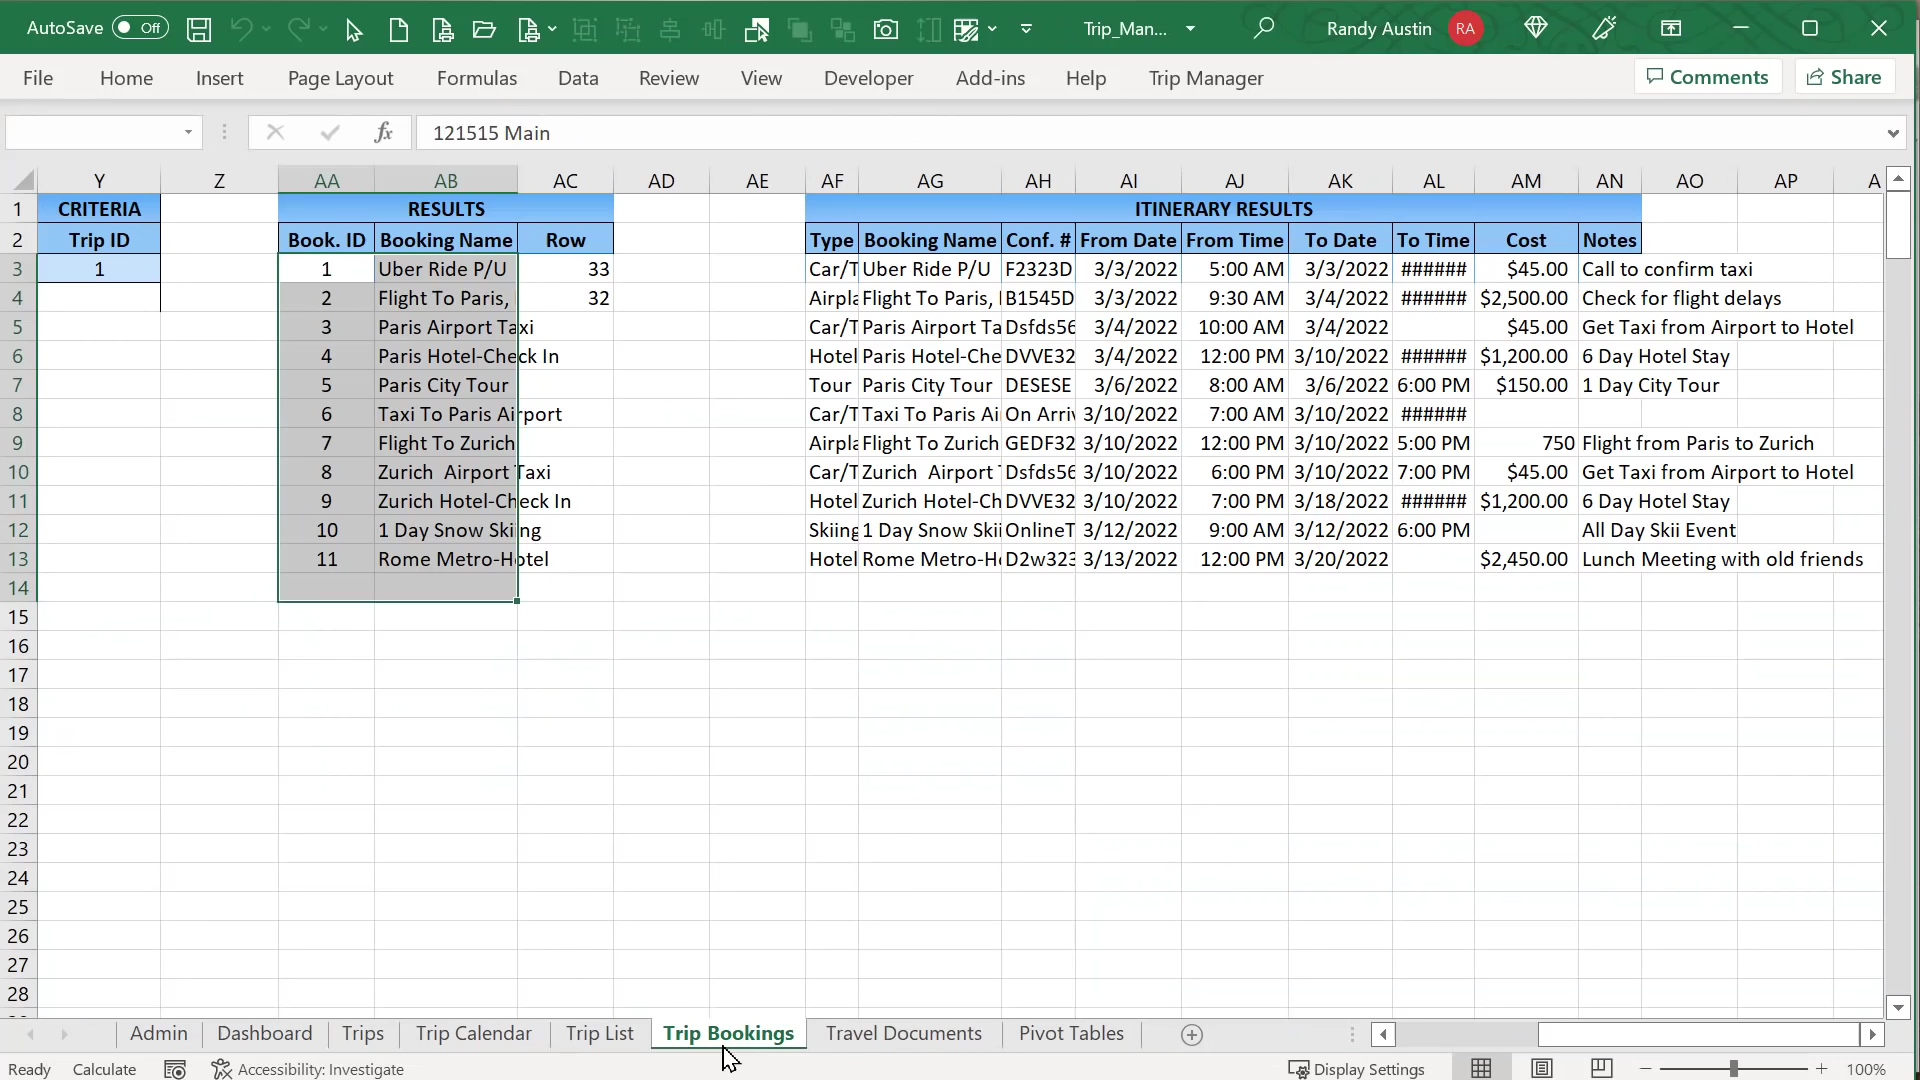 AutoSave Off Trip_Man... Randy Austin RA
File Home Insert Page Layout Formulas Data Review View Developer Add-ins Help Trip Manager Comments Share
fx 121515 Main
Y Z AA AB AC AD AE AF AG AH AI AJ AK AL AM AN AO AP A
1 CRITERIA RESULTS ITINERARY RESULTS
2 Trip ID Book. ID Booking Name Row Type Booking Name Conf. # From Date From Time To Date To Time Cost Notes
3 1 1 Uber Ride P/U 33 Car/T Uber Ride P/U F2323D 3/3/2022 5:00 AM 3/3/2022 ###### $45.00 Call to confirm taxi
4 2 Flight To Paris, 32 Airpla Flight To Paris, B1545D 3/3/2022 9:30 AM 3/4/2022 ###### $2,500.00 Check for flight delays
5 3 Paris Airport Taxi Car/T Paris Airport Ta Dsfds56 3/4/2022 10:00 AM 3/4/2022 $45.00 Get Taxi from Airport to Hotel
6 4 Paris Hotel-Check In Hotel Paris Hotel-Che DVVE32 3/4/2022 12:00 PM 3/10/2022 ###### $1,200.00 6 Day Hotel Stay
7 5 Paris City Tour Tour Paris City Tour DESESE 3/6/2022 8:00 AM 3/6/2022 6:00 PM $150.00 1 Day City Tour
8 6 Taxi To Paris Airport Car/T Taxi To Paris Ai On Arriv 3/10/2022 7:00 AM 3/10/2022 ######
9 7 Flight To Zurich Airpla Flight To Zurich GEDF32 3/10/2022 12:00 PM 3/10/2022 5:00 PM 750 Flight from Paris to Zurich
10 8 Zurich Airport Taxi Car/T Zurich Airport Dsfds56 3/10/2022 6:00 PM 3/10/2022 7:00 PM $45.00 Get Taxi from Airport to Hotel
11 9 Zurich Hotel-Check In Hotel Zurich Hotel-Ch DVVE32 3/10/2022 7:00 PM 3/18/2022 ###### $1,200.00 6 Day Hotel Stay
12 10 1 Day Snow Skiing Skiing 1 Day Snow Skii OnlineT 3/12/2022 9:00 AM 3/12/2022 6:00 PM All Day Skii Event
13 11 Rome Metro-Hotel Hotel Rome Metro-H D2w323 3/13/2022 12:00 PM 3/20/2022 $2,450.00 Lunch Meeting with old friends
14
15
16
17
18
19
20
21
22
23
24
25
26
27
28
Admin Dashboard Trips Trip Calendar Trip List Trip Bookings Travel Documents Pivot Tables
Ready Calculate Accessibility: Investigate Display Settings 100%